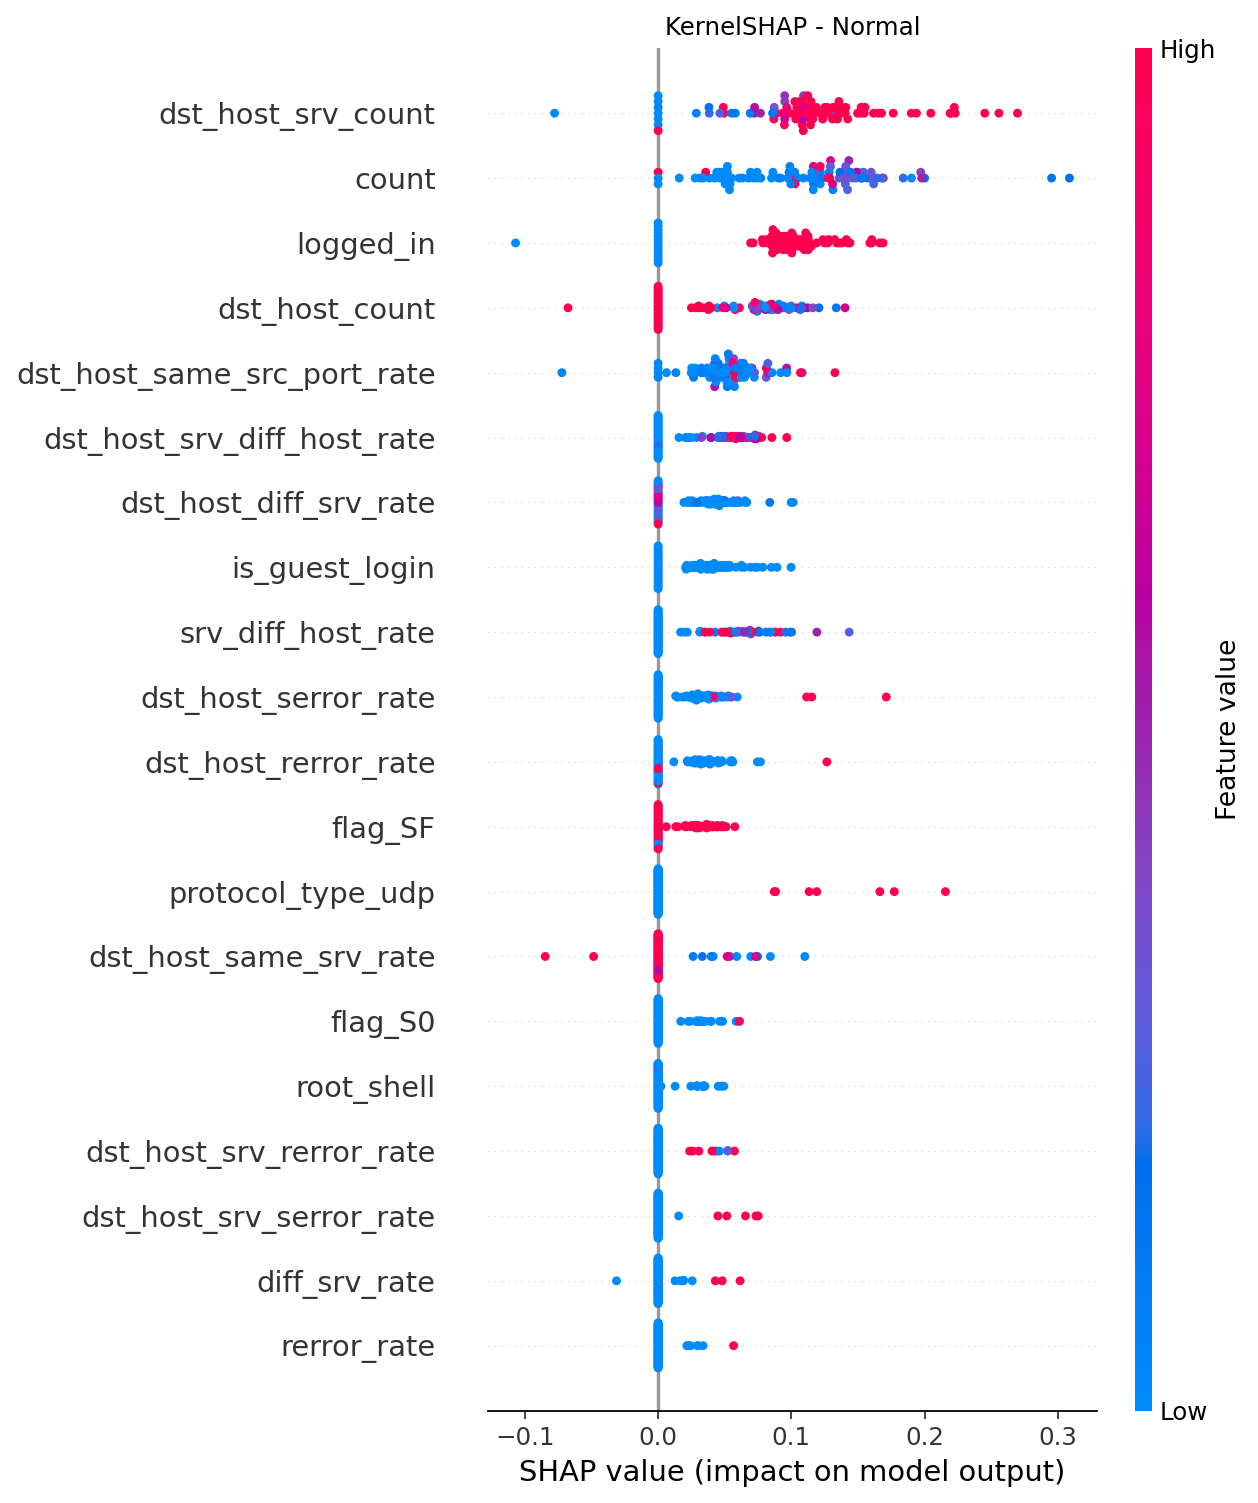 KernelSHAP - Normal
High
dst_host_srv_count
count
logged_in
dst_host_count
dst_host_same_src_port_rate
dst_host_srv_diff_host_rate
dst_host_diff_srv_rate
is_guest_login
srv_diff_host_rate
dst_host_serror_rate
dst_host_rerror_rate
flag_SF
protocol_type_udp
dst_host_same_srv_rate
flag_S0
root_shell
dst_host_srv_rerror_rate
dst_host_srv_serror_rate
diff_srv_rate
rerror_rate
Feature value
Low
−0.1 0.0 0.1 0.2 0.3
SHAP value (impact on model output)